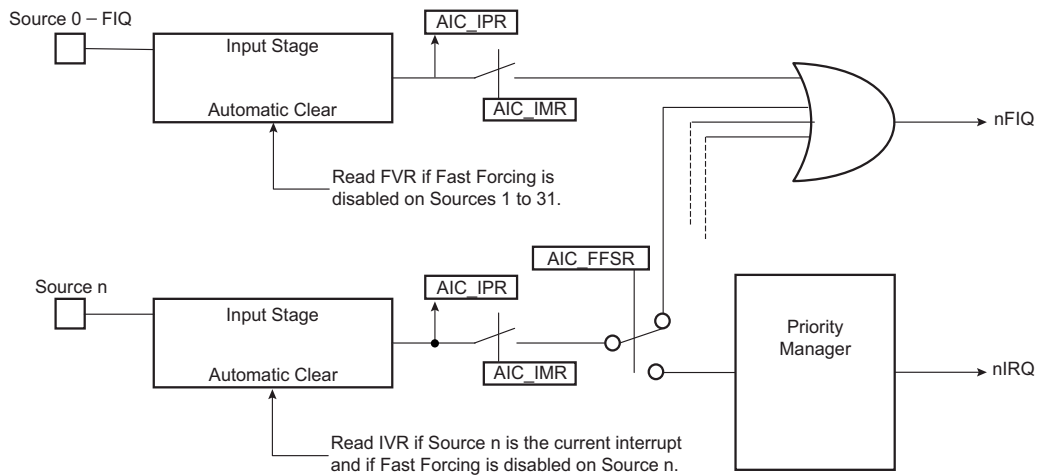 Source 0 – FIQ
AIC_IPR
Input Stage
Automatic Clear
AIC_IMR
nFIQ
Read FVR if Fast Forcing is
disabled on Sources 1 to 31.
AIC_FFSR
Source n
AIC_IPR
Input Stage
Priority
Manager
Automatic Clear
AIC_IMR
nIRQ
Read IVR if Source n is the current interrupt
and if Fast Forcing is disabled on Source n.